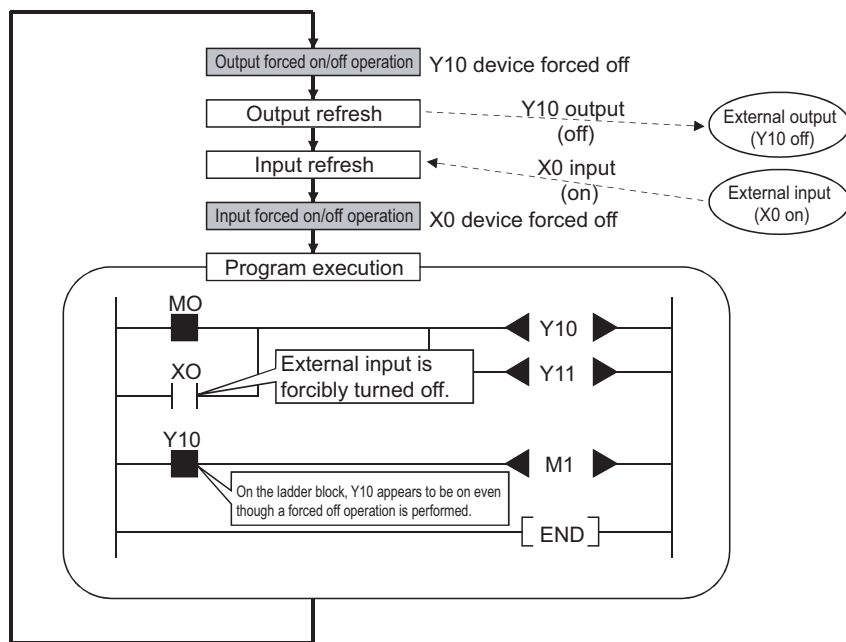 Output forced on/off operation
Y10 device forced off
Output refresh
Y10 output
(off)
External output
(Y10 off)
Input refresh
X0 input
(on)
External input
(X0 on)
Input forced on/off operation
X0 device forced off
Program execution
MO
Y10
XO
External input is
forcibly turned off.
Y11
Y10
M1
On the ladder block, Y10 appears to be on even
though a forced off operation is performed.
END